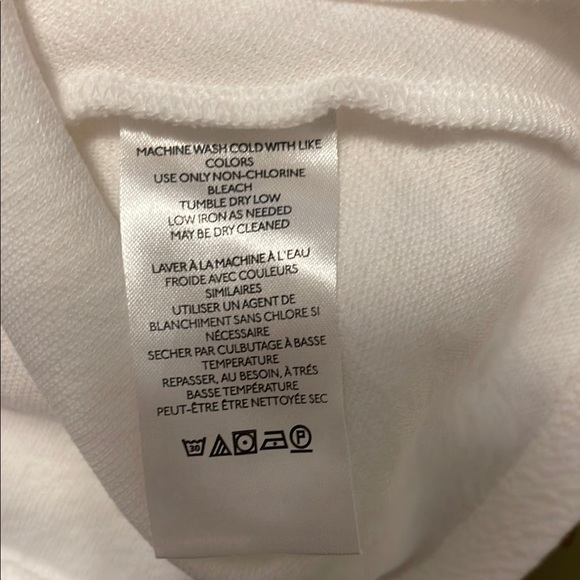 MACHINE WASH COLD WITH LIKE
COLORS
USE ONLY NON-CHLORINE
BLEACH
TUMBLE DRY LOW
LOW IRON AS NEEDED
MAY BE DRY CLEANED
LAVER À LA MACHINE À L'EAU
FROIDE AVEC COULEURS
SIMILAIRES
UTILISER UN AGENT DE
BLANCHIMENT SANS CHLORE SI
NÉCESSAIRE
SECHER PAR CULBUTAGE À BASSE
TEMPERATURE
REPASSER, AU BESOIN, À TRÉS
BASSE TEMPÉRATURE
PEUT-ÊTRE ÊTRE NETTOYÉE SEC
30 P